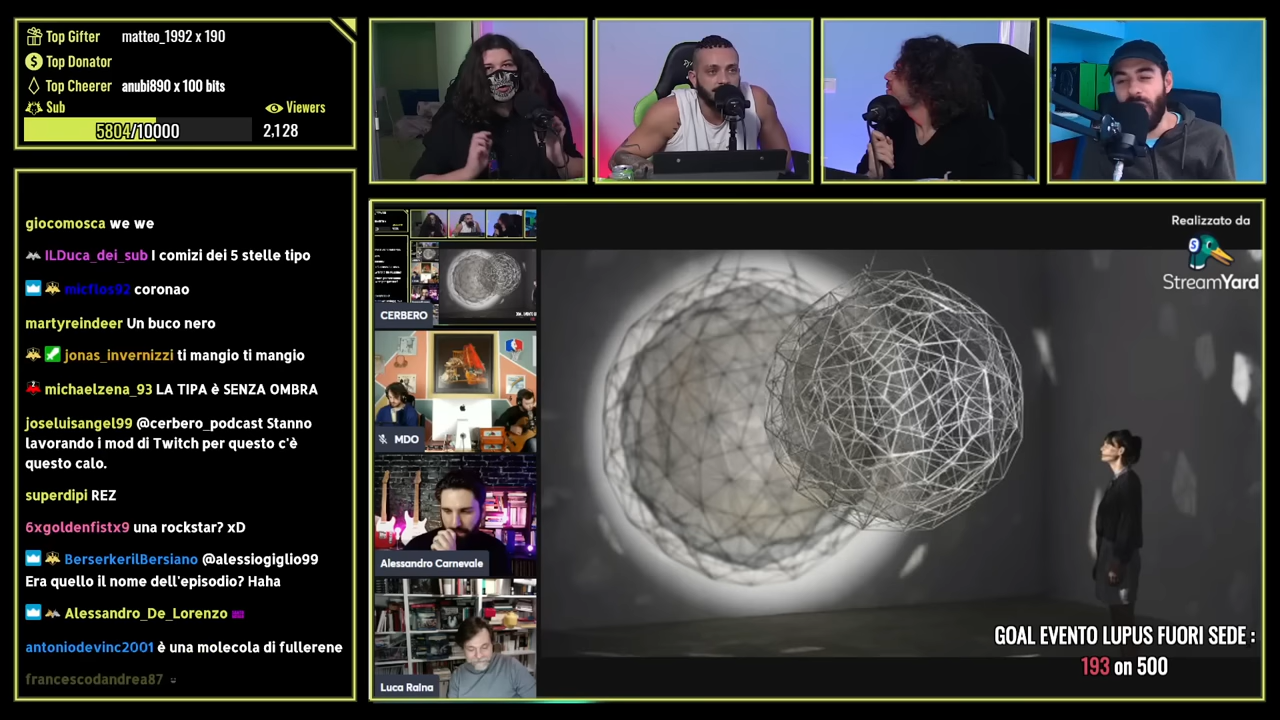 Top Gifter matteo_1992 x 190
Top Donator
Top Cheerer anubi890 x 100 bits
Sub Viewers
5804/10000 2,128
giocomosca we we
ILDuca_dei_sub I comizi dei 5 stelle tipo
micflos92 coronao
martyreindeer Un buco nero
jonas_invernizzi ti mangio ti mangio
michaelzena_93 LA TIPA è SENZA OMBRA
joseluisangel99 @cerbero_podcast Stanno
lavorando i mod di Twitch per questo c'è
questo calo.
superdipi REZ
6xgoldenfistx9 una rockstar? xD
BerserkerilBersiano @alessiogiglio99
Era quello il nome dell'episodio? Haha
Alessandro_De_Lorenzo
antoniodevinc2001 è una molecola di fullerene
francescodandrea87
CERBERO
MDO
Alessandro Carnevale
Luca Raina
Realizzato da
StreamYard
GOAL EVENTO LUPUS FUORI SEDE :
193 on 500